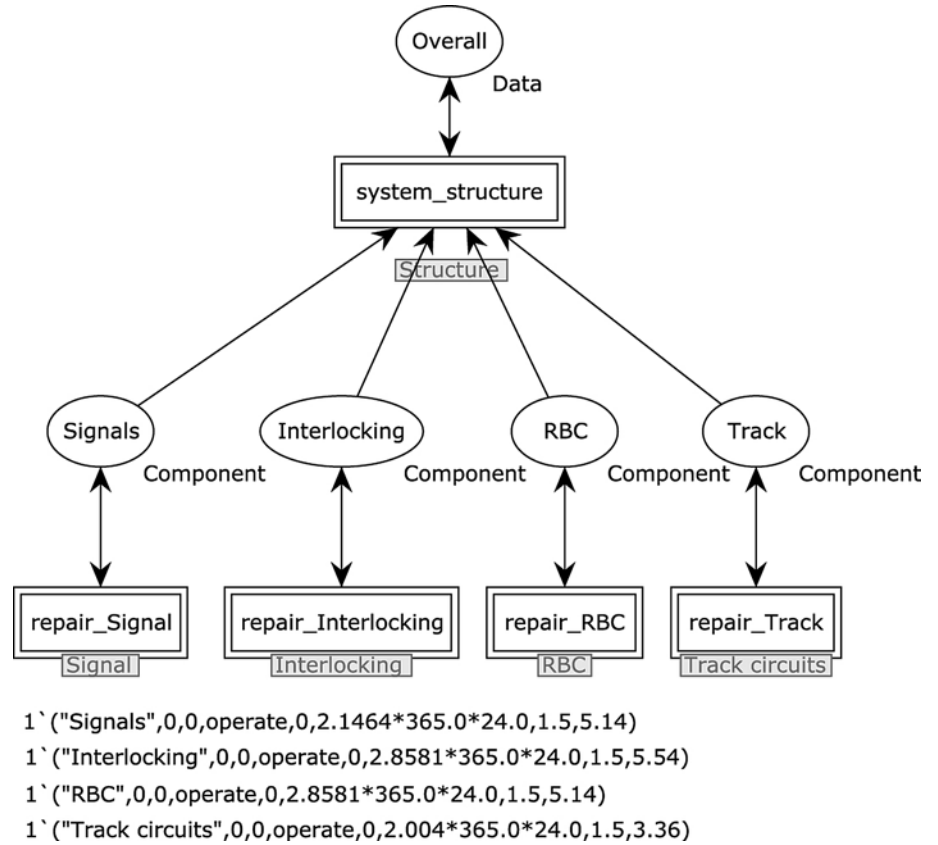 Overall
Data
system_structure
Structure
Signals
Interlocking
RBC
Track
Component
Component
Component
Component
repair_Signal
repair_Interlocking
repair_RBC
repair_Track
Signal
Interlocking
RBC
Track circuits
1`("Signals",0,0,operate,0,2.1464*365.0*24.0,1.5,5.14)
1`("Interlocking",0,0,operate,0,2.8581*365.0*24.0,1.5,5.54)
1`("RBC",0,0,operate,0,2.8581*365.0*24.0,1.5,5.14)
1`("Track circuits",0,0,operate,0,2.004*365.0*24.0,1.5,3.36)